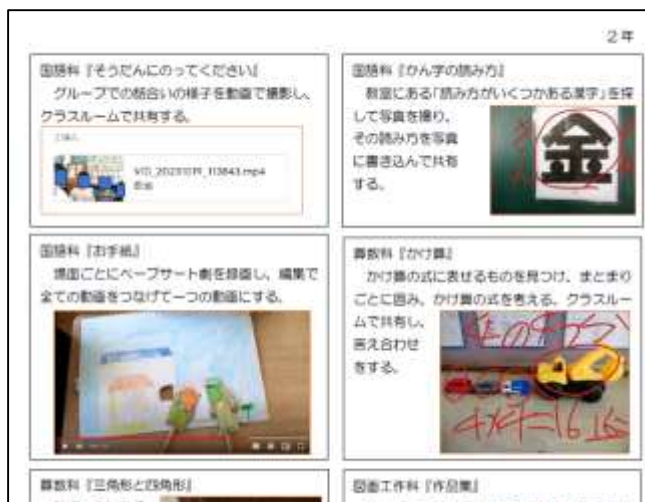 2年
国語科『そうだんにのってください』
グループでの話合いの様子を動画で撮影し、
クラスルームで共有する。
VID_20231019_113843.mp4
動画
国語科『かん字の読み方』
教室にある「読み方がいくつかある漢字」を探
して写真を撮り、
その読み方を写真
に書き込んで共有
する。
金
国語科『お手紙』
場面ごとにペープサート劇を録画し、編集で
全ての動画をつなげて一つの動画にする。
算数科『かけ算』
かけ算の式に表せるものを見つけ、まとまり
ごとに囲み、かけ算の式を考える。クラスルー
ムで共有し、
答え合わせ
をする。
4×4=16
算数科『三角形と四角形』
図画工作科『作品集』